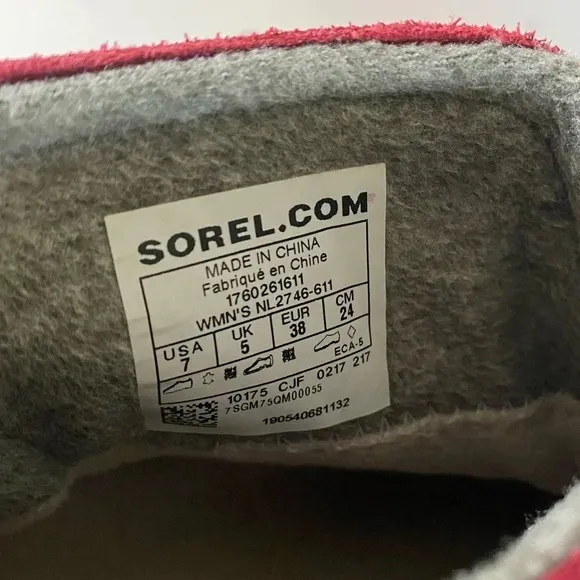 SOREL.COM
MADE IN CHINA
Fabriqué en Chine
1760261611
WMN'S NL2746-611
USA UK EUR CM
7 5 38 24
ECA-5
10175 CJF 0217 217
7SGM75QM00055
190540681132